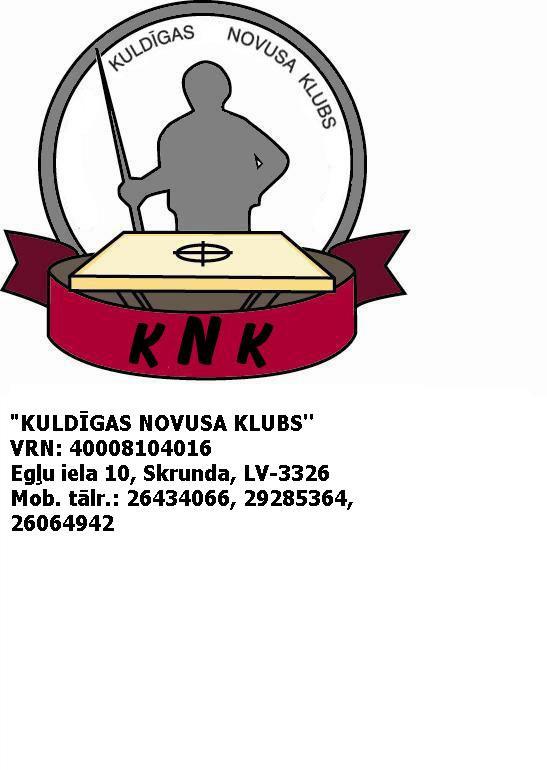 KULDĪGAS NOVUSA KLUBS
KNK
"KULDĪGAS NOVUSA KLUBS"
VRN: 40008104016
Egļu iela 10, Skrunda, LV-3326
Mob. tālr.: 26434066, 29285364,
26064942